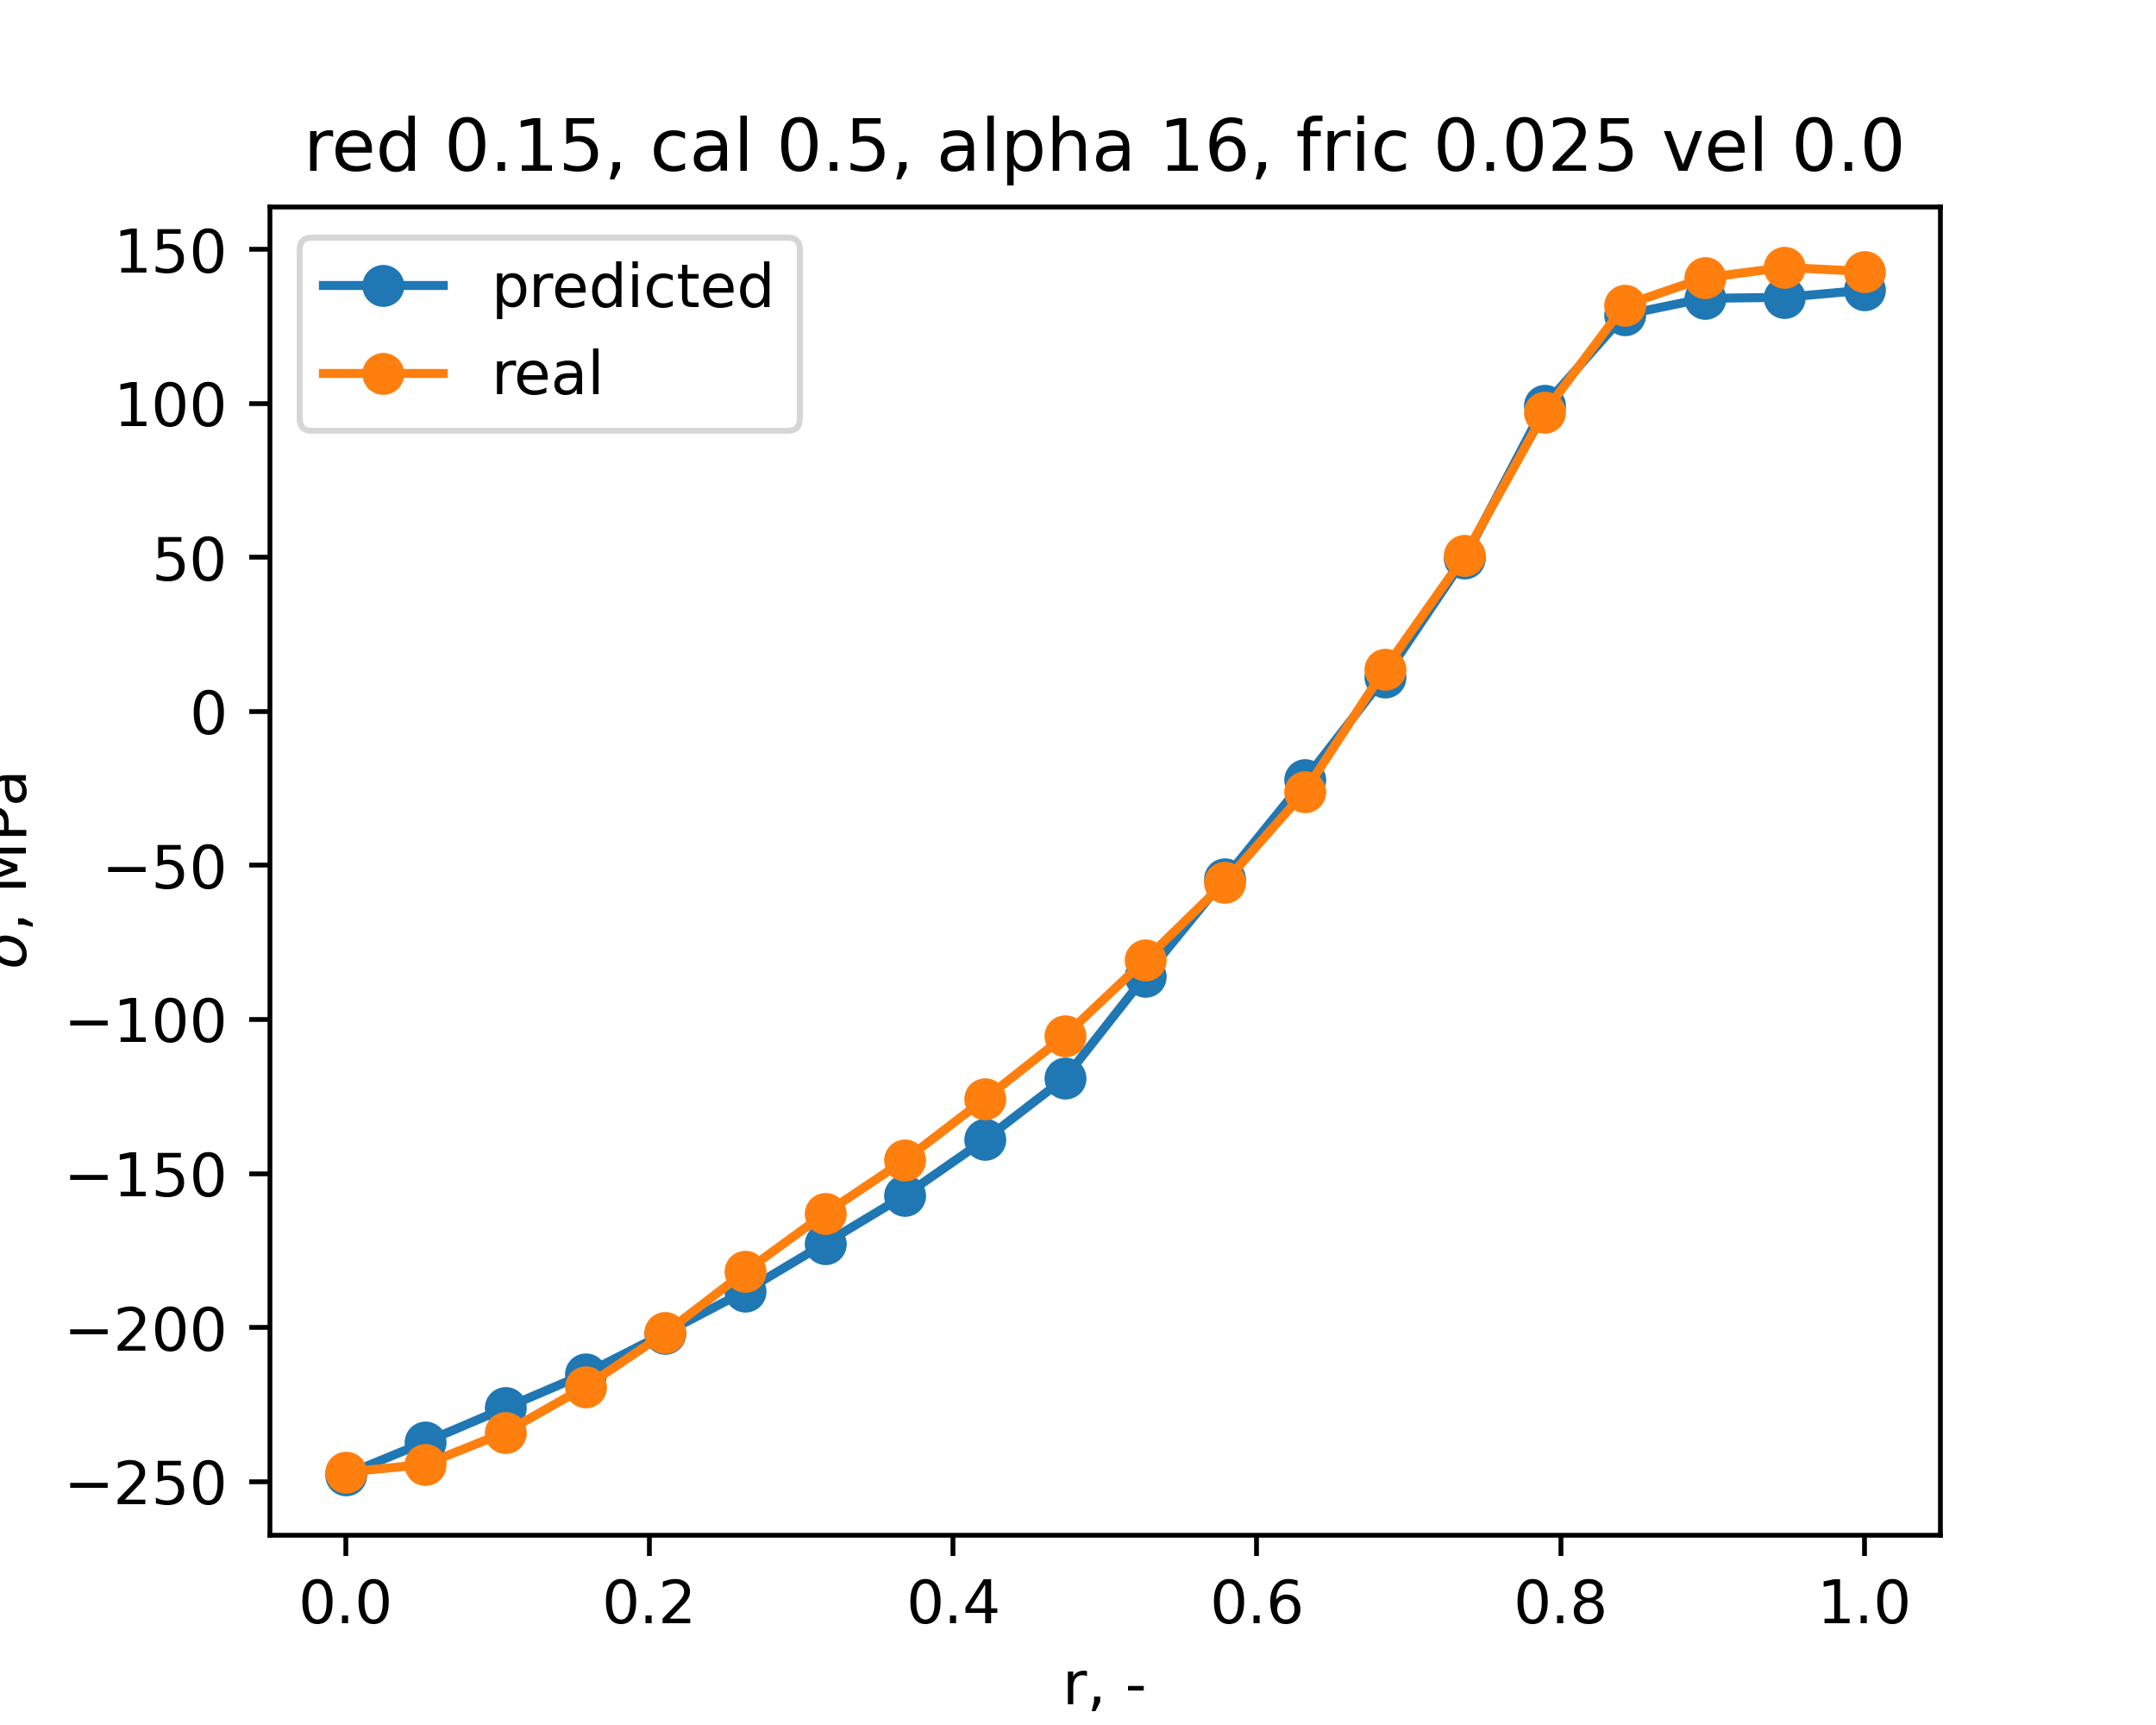 red 0.15, cal 0.5, alpha 16, fric 0.025 vel 0.0
predicted
real
150
100
50
0
−50
−100
−150
−200
−250
σ, MPa
0.0 0.2 0.4 0.6 0.8 1.0
r, -